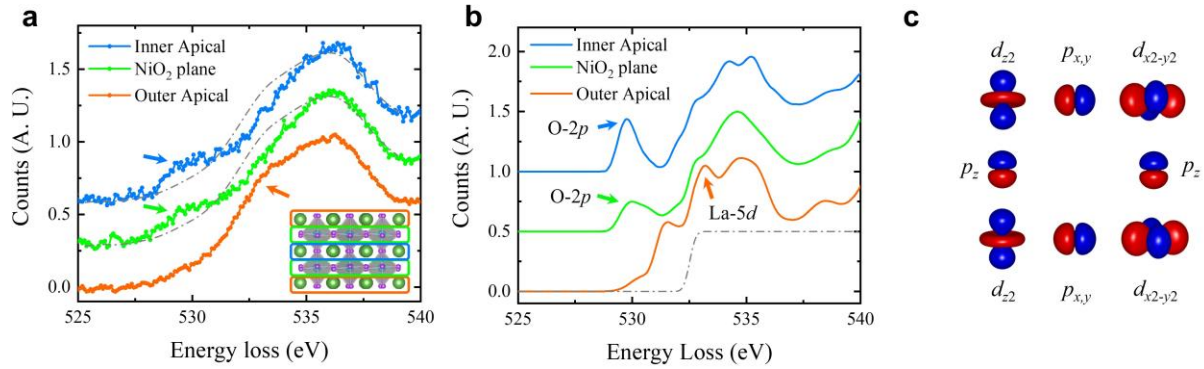 a
Inner Apical
NiO2 plane
Outer Apical
Counts (A. U.)
1.5
1.0
0.5
0.0
525
530
535
540
Energy loss (eV)
b
Inner Apical
NiO2 plane
Outer Apical
O-2p
O-2p
La-5d
Counts (A. U.)
2.0
1.5
1.0
0.5
0.0
525
530
535
540
Energy Loss (eV)
c
dz2 px,y dx2-y2
pz pz
dz2 px,y dx2-y2